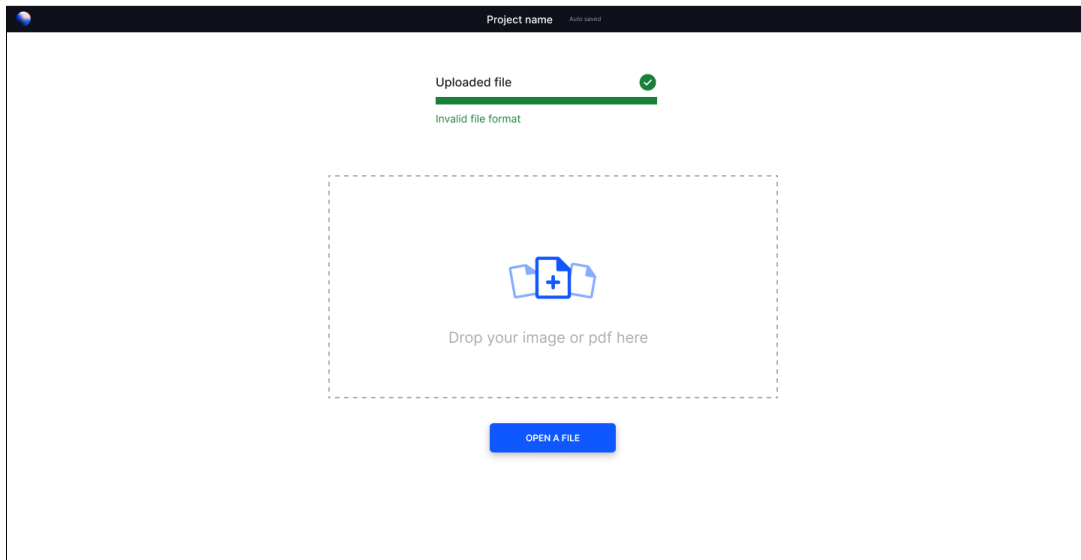 Project name Auto saved
Uploaded file
Invalid file format
Drop your image or pdf here
OPEN A FILE